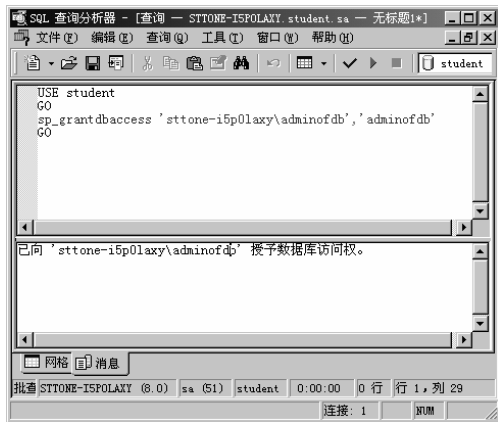 SQL 查询分析器 - [查询 — STTONE-I5POLAXY.student.sa — 无标题1*]
文件(F) 编辑(E) 查询(Q) 工具(T) 窗口(W) 帮助(H)
student
USE student
GO
sp_grantdbaccess 'sttone-i5p0laxy\adminofdb','adminofdb'
GO
已向 'sttone-i5p0laxy\adminofdb' 授予数据库访问权。
网格 消息
批查 STTONE-I5POLAXY (8.0) sa (51) student 0:00:00 0 行 行 1, 列 29
连接: 1 NUM